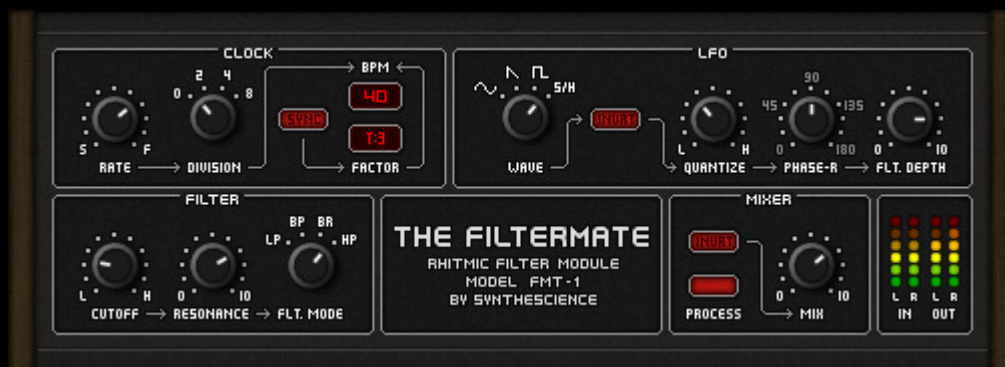 CLOCK
2 4
0 8
S F
RATE DIVISION
SYNC
BPM
40
T:3
FACTOR
LFO
S/H
WAVE
INVRT
L H
QUANTIZE
90
45 135
0 180
PHASE-R
0 10
FLT. DEPTH
FILTER
L H
CUTOFF
0 10
RESONANCE
BP BR
LP HP
FLT. MODE
THE FILTERMATE
RHITMIC FILTER MODULE
MODEL FMT-1
BY SYNTHESCIENCE
MIXER
INVRT
PROCESS
0 10
MIX
L R L R
IN OUT